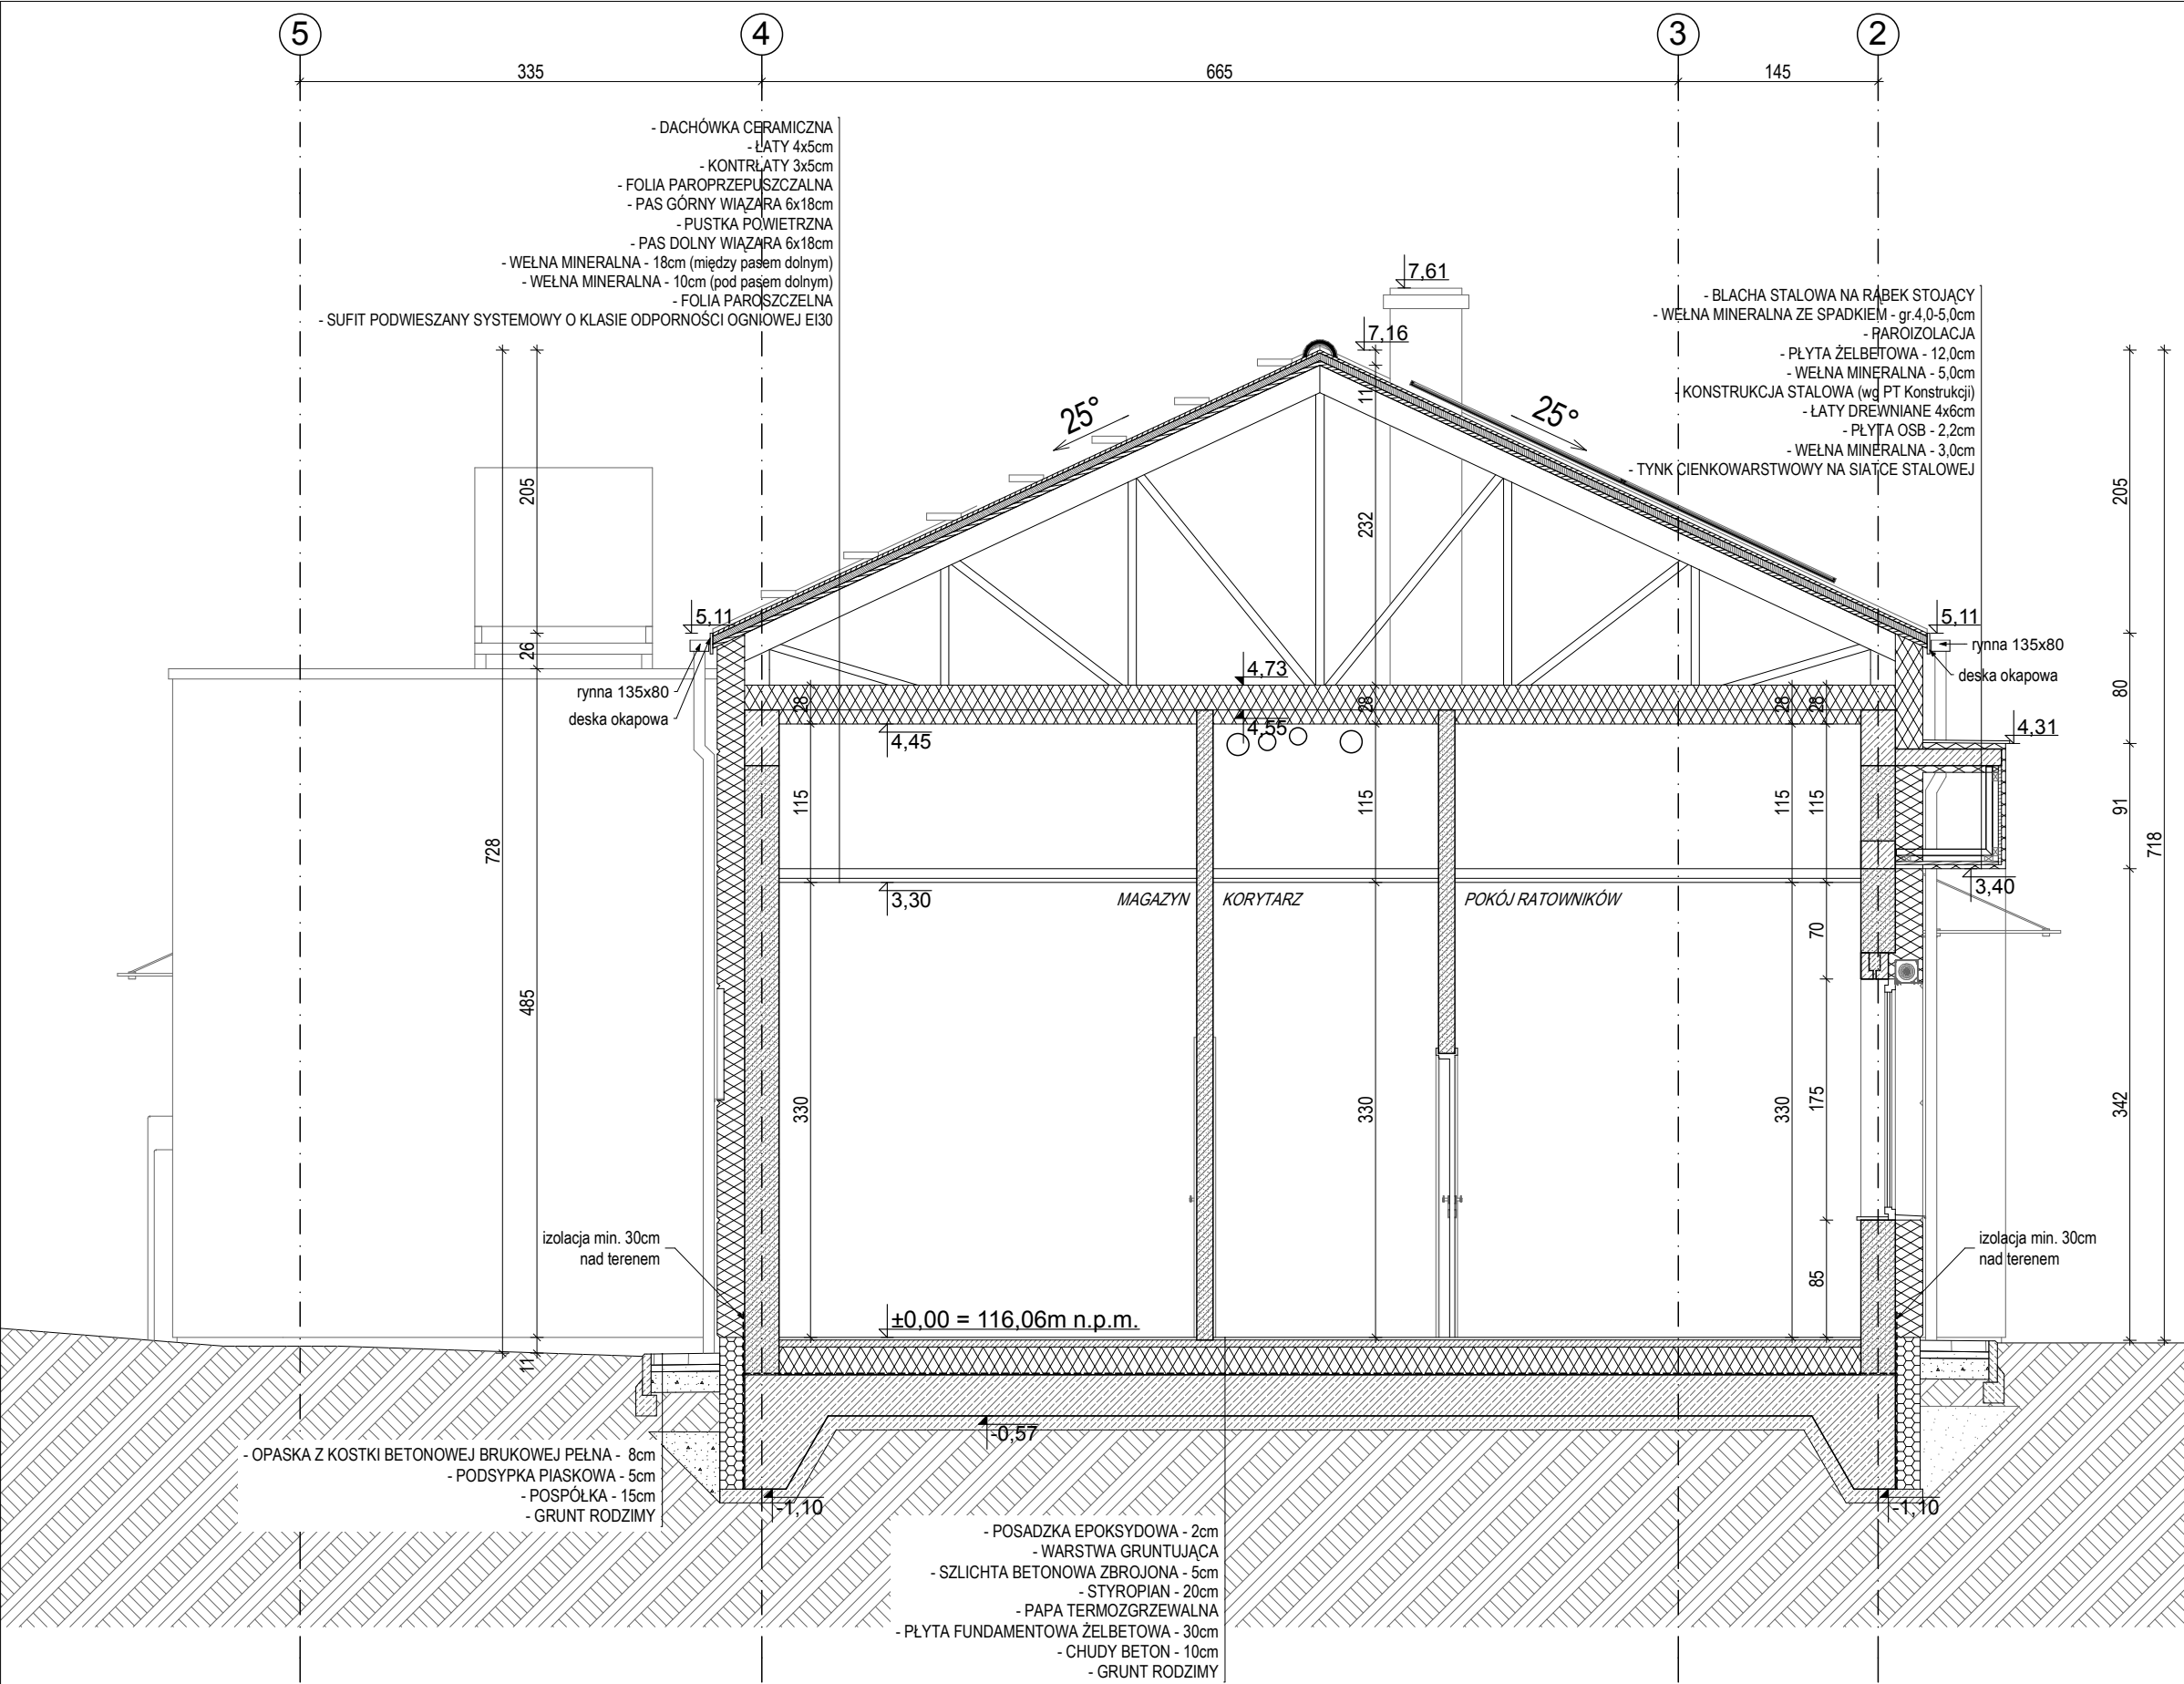 5
4
3
2
335
665
145
- DACHÓWKA CERAMICZNA
- ŁATY 4x5cm
- KONTRŁATY 3x5cm
- FOLIA PAROPRZEPUSZCZALNA
- PAS GÓRNY WIĄZARA 6x18cm
- PUSTKA POWIETRZNA
- PAS DOLNY WIĄZARA 6x18cm
- WEŁNA MINERALNA - 18cm (między pasem dolnym)
- WEŁNA MINERALNA - 10cm (pod pasem dolnym)
- FOLIA PAROSZCZELNA
- SUFIT PODWIESZANY SYSTEMOWY O KLASIE ODPORNOŚCI OGNIOWEJ EI30
7,61
7,16
- BLACHA STALOWA NA RĄBEK STOJĄCY
- WEŁNA MINERALNA ZE SPADKIEM - gr.4,0-5,0cm
- PAROIZOLACJA
- PŁYTA ŻELBETOWA - 12,0cm
- WEŁNA MINERALNA - 5,0cm
- KONSTRUKCJA STALOWA (wg PT Konstrukcji)
- ŁATY DREWNIANE 4x6cm
- PŁYTA OSB - 2,2cm
- WEŁNA MINERALNA - 3,0cm
- TYNK CIENKOWARSTWOWY NA SIATCE STALOWEJ
25°
25°
11
205
232
205
5,11
5,11
26
rynna 135x80
deska okapowa
rynna 135x80
deska okapowa
4,73
28
28
28
28
80
4,55
4,45
4,31
115
115
115
115
91
728
718
3,30
MAGAZYN
KORYTARZ
POKÓJ RATOWNIKÓW
3,40
70
485
330
330
330
175
342
izolacja min. 30cm
nad terenem
izolacja min. 30cm
nad terenem
85
±0,00 = 116,06m n.p.m.
11
-0,57
- OPASKA Z KOSTKI BETONOWEJ BRUKOWEJ PEŁNA - 8cm
- PODSYPKA PIASKOWA - 5cm
- POSPÓŁKA - 15cm
- GRUNT RODZIMY
-1,10
-1,10
- POSADZKA EPOKSYDOWA - 2cm
- WARSTWA GRUNTUJĄCA
- SZLICHTA BETONOWA ZBROJONA - 5cm
- STYROPIAN - 20cm
- PAPA TERMOZGRZEWALNA
- PŁYTA FUNDAMENTOWA ŻELBETOWA - 30cm
- CHUDY BETON - 10cm
- GRUNT RODZIMY